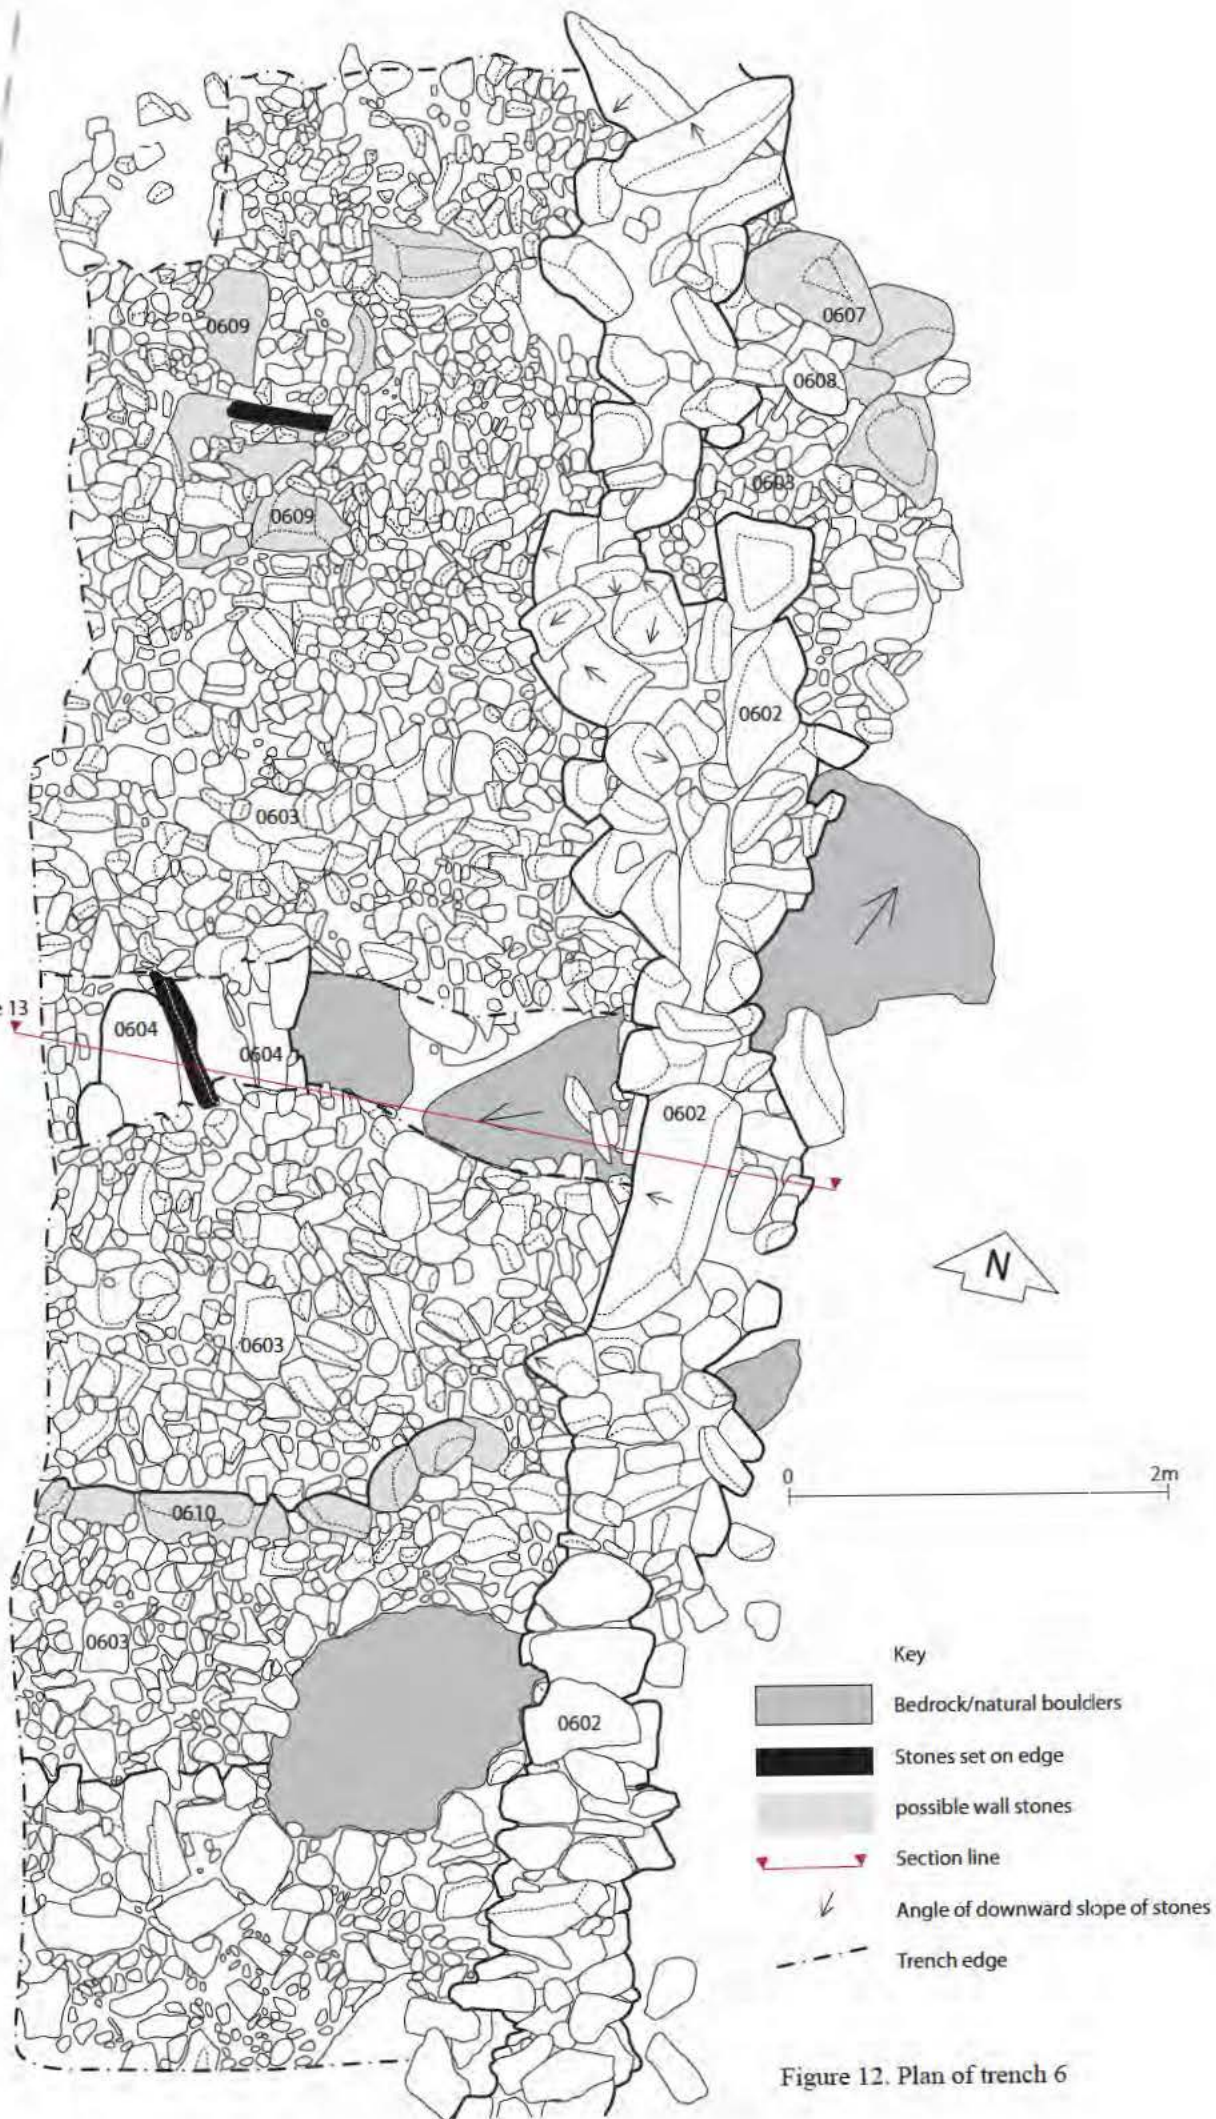 0609
0607
0608
0603
0609
0602
0603
13
0604
0604
0602
N
0603
0 2m
0610
0603
0602
Key
Bedrock/natural boulders
Stones set on edge
possible wall stones
Section line
Angle of downward slope of stones
Trench edge
Figure 12. Plan of trench 6